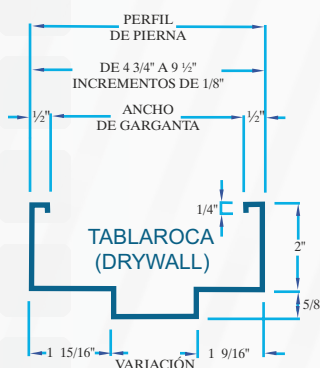 PERFIL
DE PIERNA
DE 4 3/4" A 9 ½"
INCREMENTOS DE 1/8"
½"
ANCHO
DE GARGANTA
½"
1/4"
TABLAROCA
(DRYWALL)
2"
5/8
1 15/16"
VARIACIÓN
1 9/16"